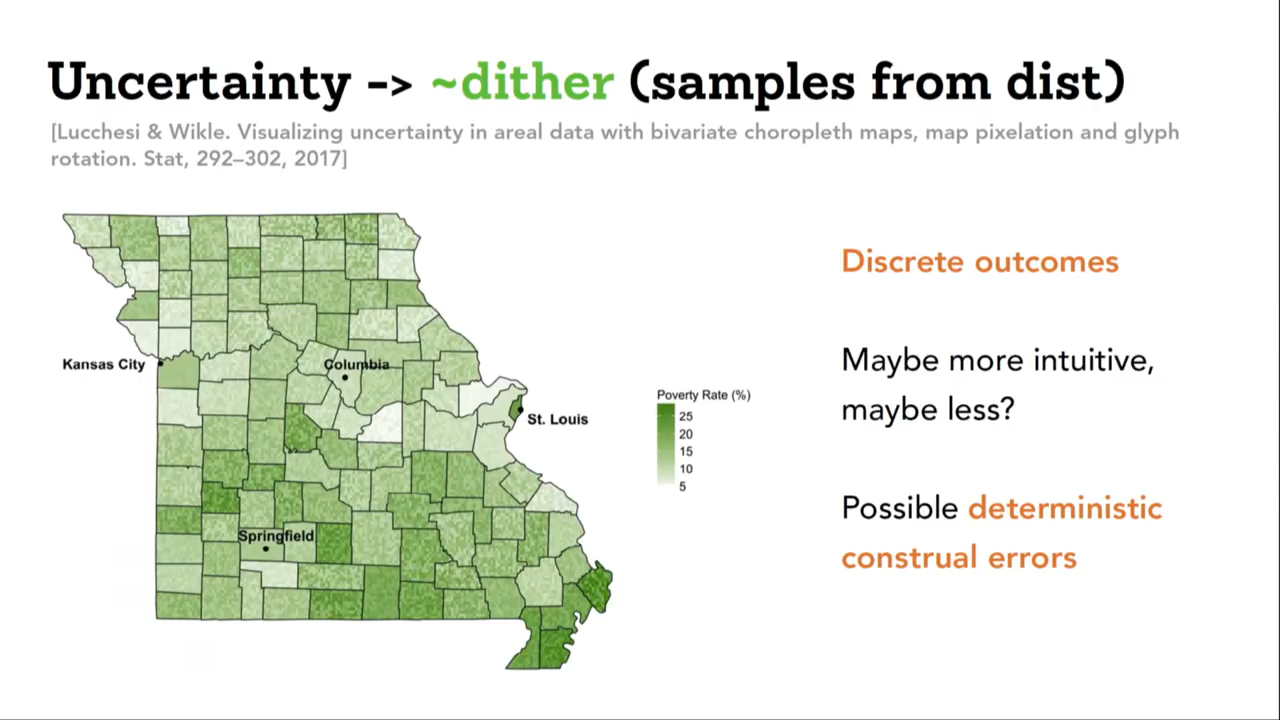 Uncertainty -> ~dither (samples from dist)
[Lucchesi & Wikle. Visualizing uncertainty in areal data with bivariate choropleth maps, map pixelation and glyph
rotation. Stat, 292–302, 2017]
Discrete outcomes
Maybe more intuitive,
maybe less?
Possible deterministic
construal errors
Kansas City
Columbia
St. Louis
Springfield
Poverty Rate (%)
25
20
15
10
5